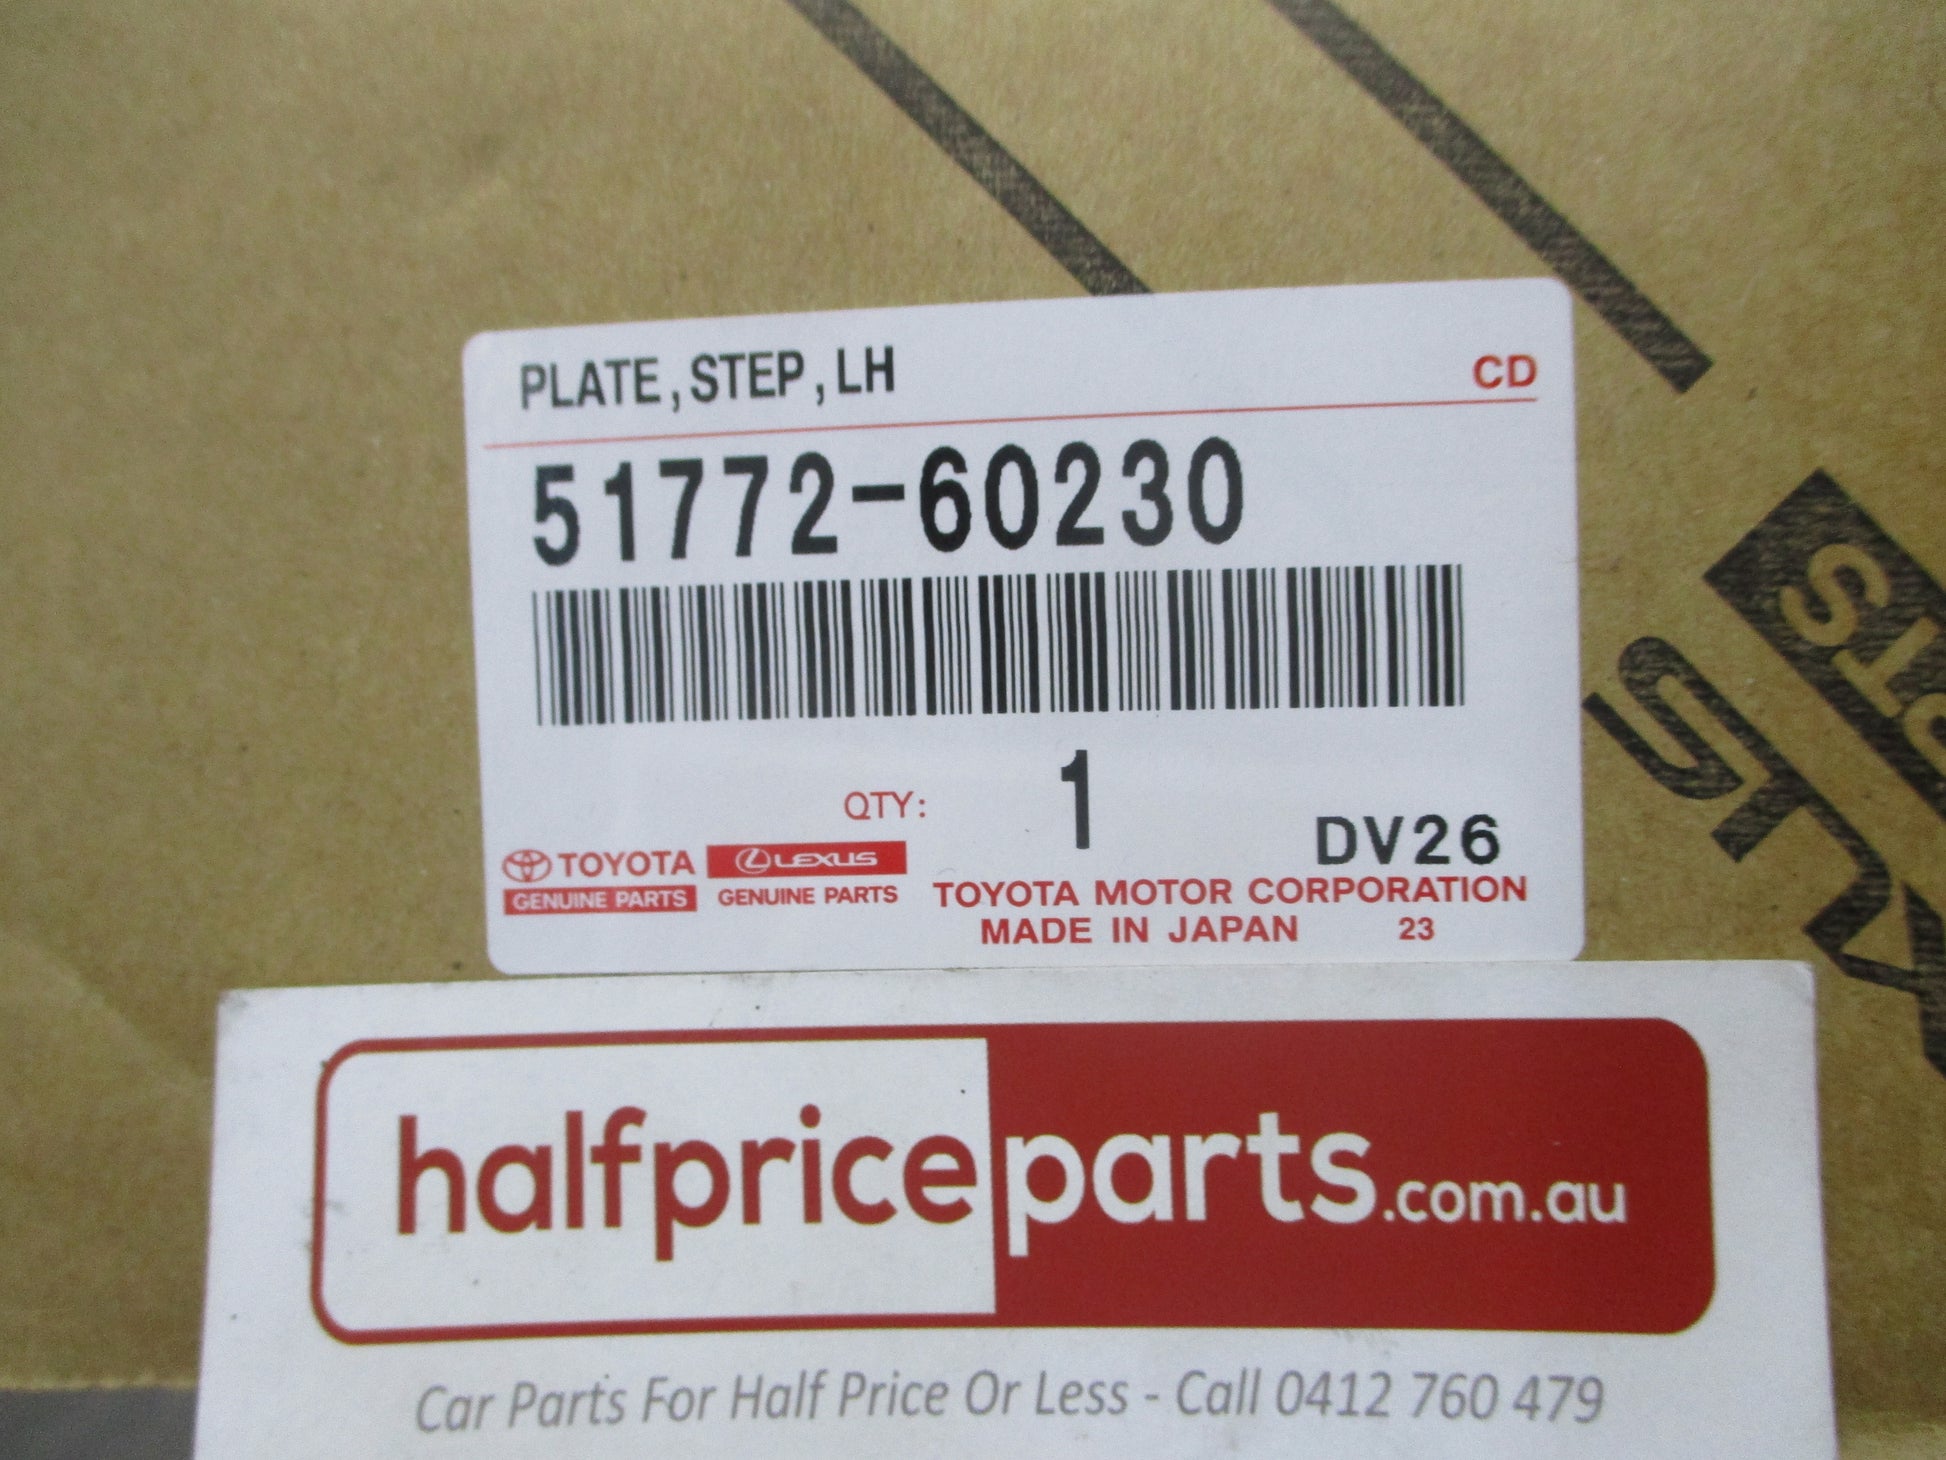 PLATE,STEP,LH
CD
51772-60230
QTY:
1
DV26
TOYOTA
GENUINE PARTS
LEXUS
GENUINE PARTS
TOYOTA MOTOR CORPORATION
MADE IN JAPAN
23
halfpriceparts.com.au
Car Parts For Half Price Or Less - Call 0412 760 479